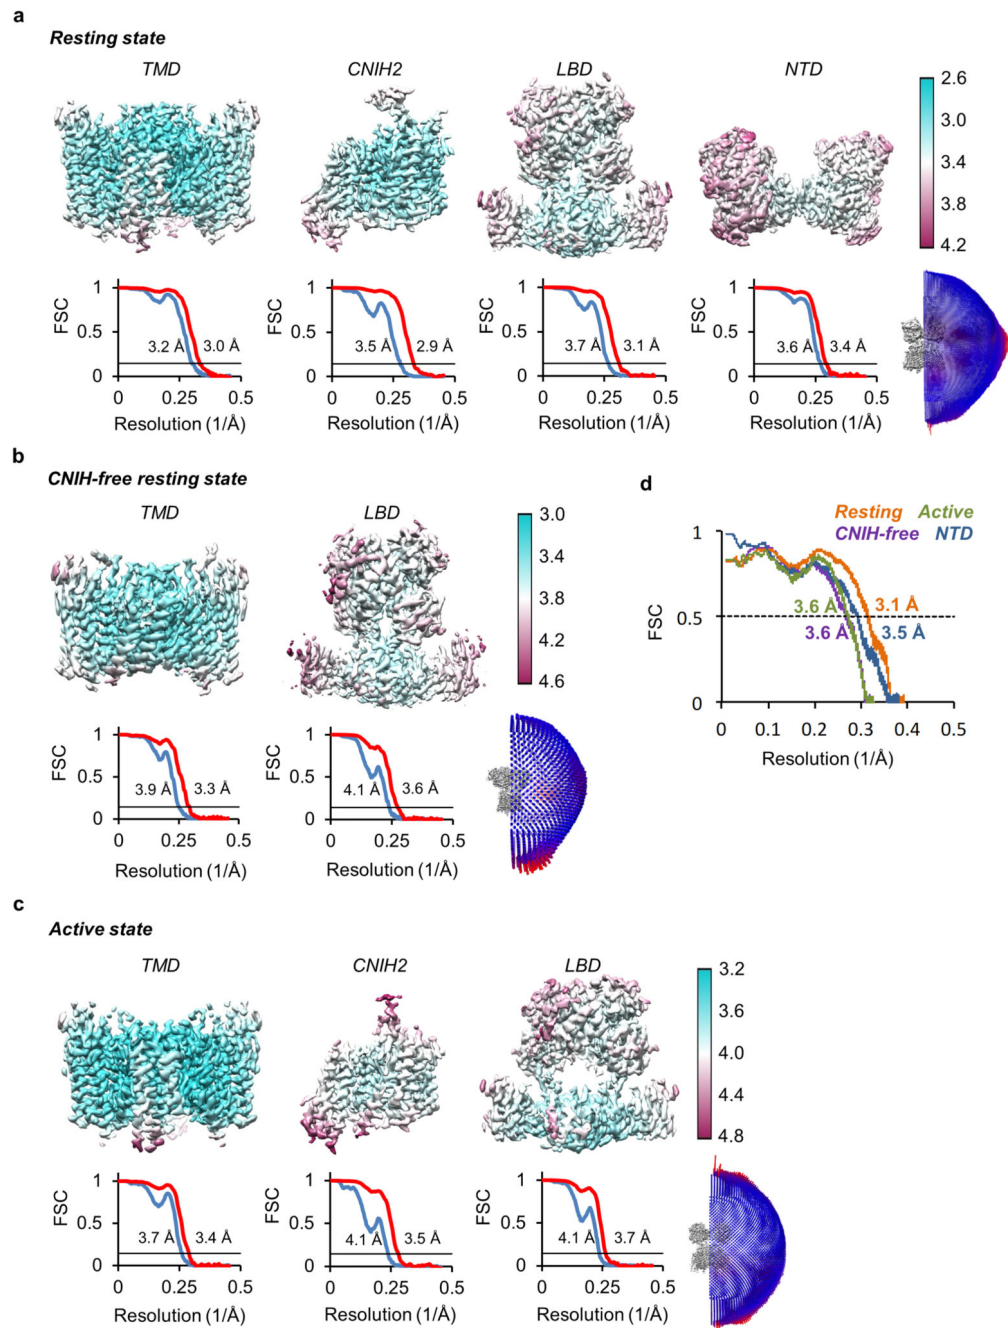 a
Resting state
TMD
CNIH2
LBD
NTD
2.6
3.0
3.4
3.8
4.2
FSC
1
0.5
0
3.2 Å 3.0 Å
0 0.25 0.5
Resolution (1/Å)
FSC
1
0.5
0
3.5 Å 2.9 Å
0 0.25 0.5
Resolution (1/Å)
FSC
1
0.5
0
3.7 Å 3.1 Å
0 0.25 0.5
Resolution (1/Å)
FSC
1
0.5
0
3.6 Å 3.4 Å
0 0.25 0.5
Resolution (1/Å)
b
CNIH-free resting state
TMD
LBD
3.0
3.4
3.8
4.2
4.6
FSC
1
0.5
0
3.9 Å 3.3 Å
0 0.25 0.5
Resolution (1/Å)
FSC
1
0.5
0
4.1 Å 3.6 Å
0 0.25 0.5
Resolution (1/Å)
d
Resting Active
CNIH-free NTD
FSC
1
0.5
0
3.6 Å 3.1 Å
3.6 Å 3.5 Å
0 0.1 0.2 0.3 0.4 0.5
Resolution (1/Å)
c
Active state
TMD
CNIH2
LBD
3.2
3.6
4.0
4.4
4.8
FSC
1
0.5
0
3.7 Å 3.4 Å
0 0.25 0.5
Resolution (1/Å)
FSC
1
0.5
0
4.1 Å 3.5 Å
0 0.25 0.5
Resolution (1/Å)
FSC
1
0.5
0
4.1 Å 3.7 Å
0 0.25 0.5
Resolution (1/Å)